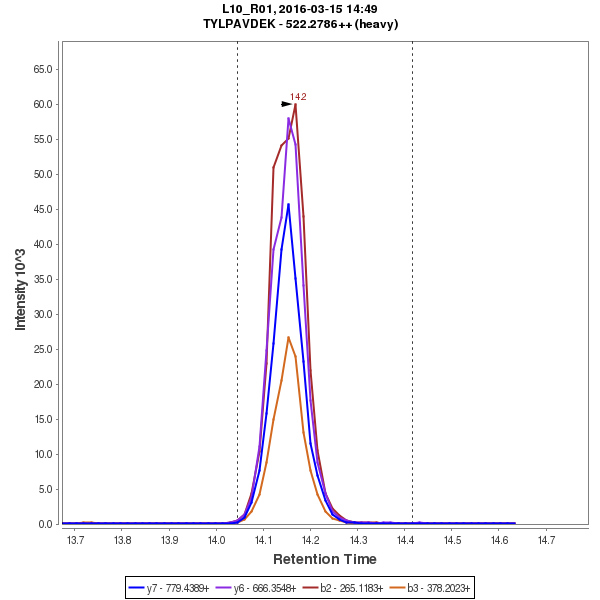 L10_R01, 2016-03-15 14:49
TYLPAVDEK - 522.2786++ (heavy)
14.2
65.0
60.0
55.0
50.0
45.0
40.0
35.0
30.0
25.0
20.0
15.0
10.0
5.0
0.0
Intensity 10^3
13.7 13.8 13.9 14.0 14.1 14.2 14.3 14.4 14.5 14.6 14.7
Retention Time
y7 - 779.4389+ y6 - 666.3548+ b2 - 265.1183+ b3 - 378.2023+